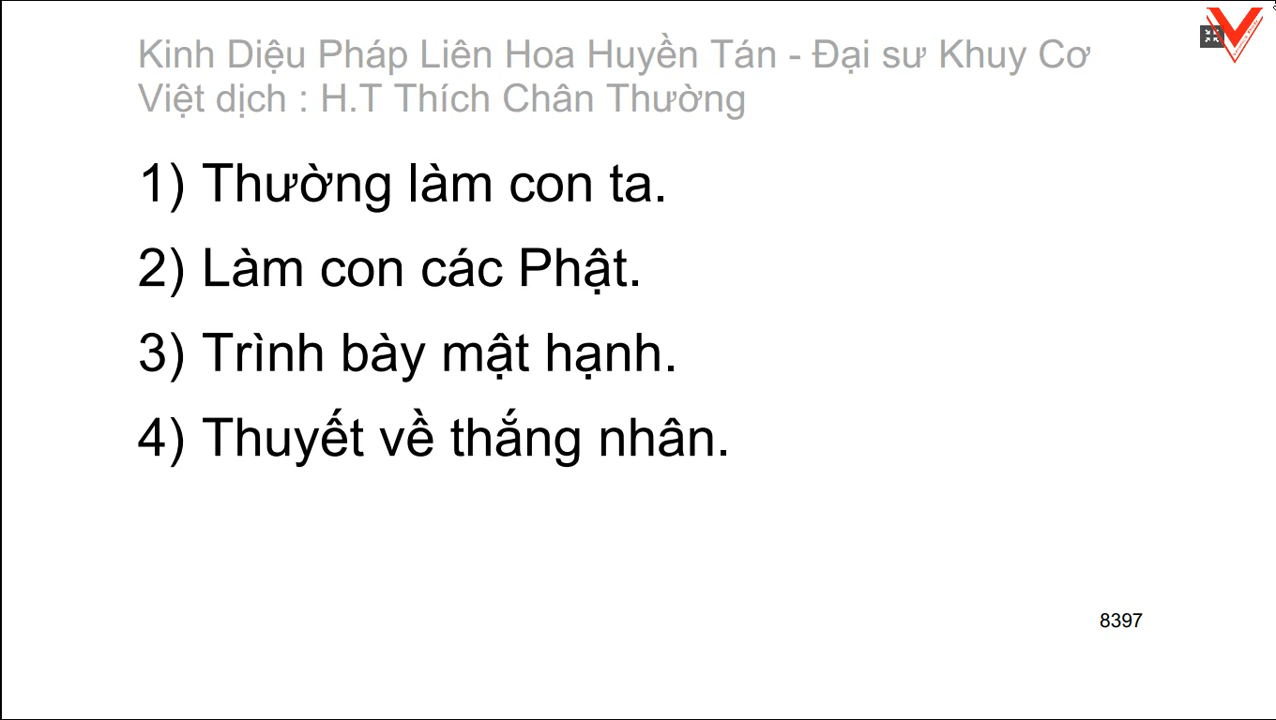 Kinh Diệu Pháp Liên Hoa Huyền Tán - Đại sư Khuy Cơ
Việt dịch : H.T Thích Chân Thường
1) Thường làm con ta.
2) Làm con các Phật.
3) Trình bày mật hạnh.
4) Thuyết về thắng nhân.
8397